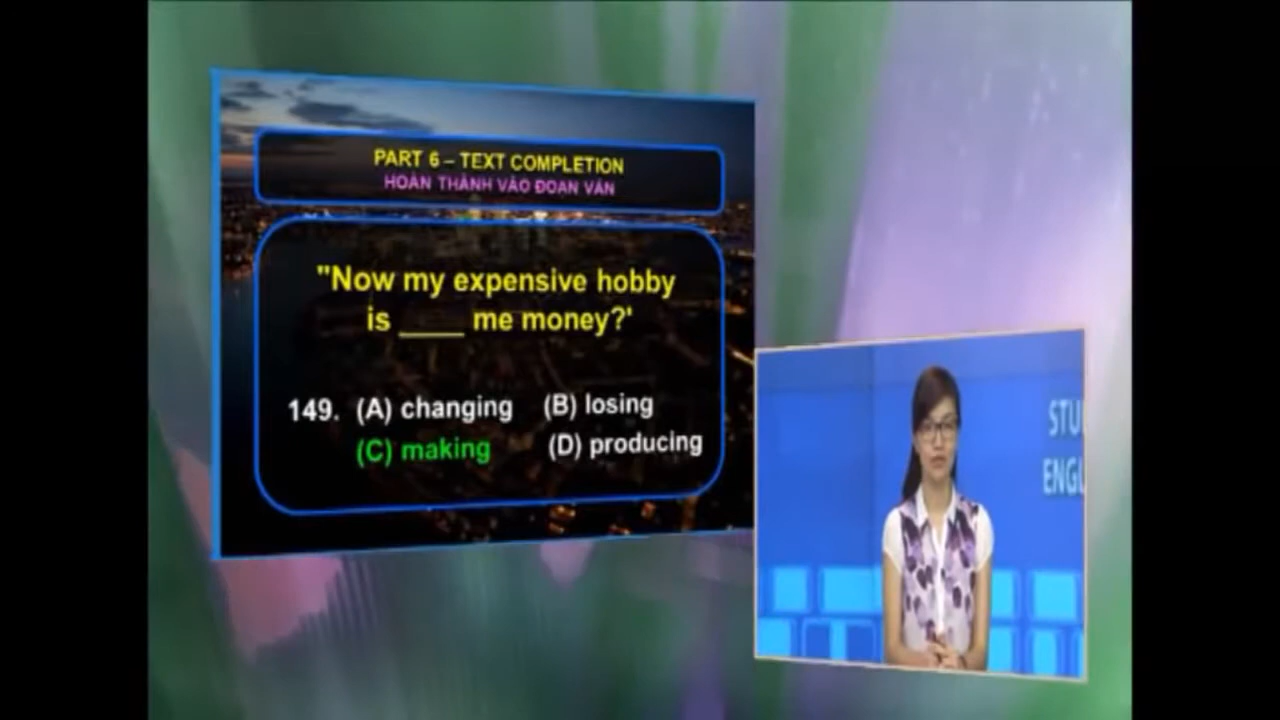 PART 6 – TEXT COMPLETION
HOÀN THÀNH VÀO ĐOẠN VĂN
"Now my expensive hobby
is ____ me money?'
149. (A) changing (B) losing
(C) making (D) producing
STU
ENGL